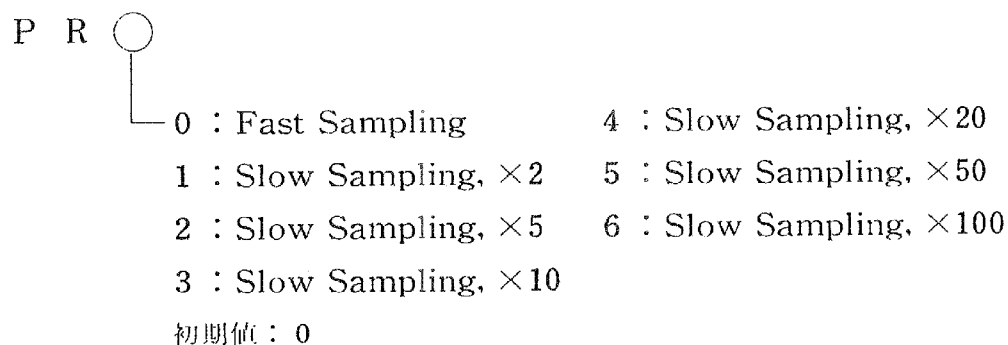 P R ○
0 : Fast Sampling
1 : Slow Sampling, ×2
2 : Slow Sampling, ×5
3 : Slow Sampling, ×10
4 : Slow Sampling, ×20
5 : Slow Sampling, ×50
6 : Slow Sampling, ×100
初期値 : 0